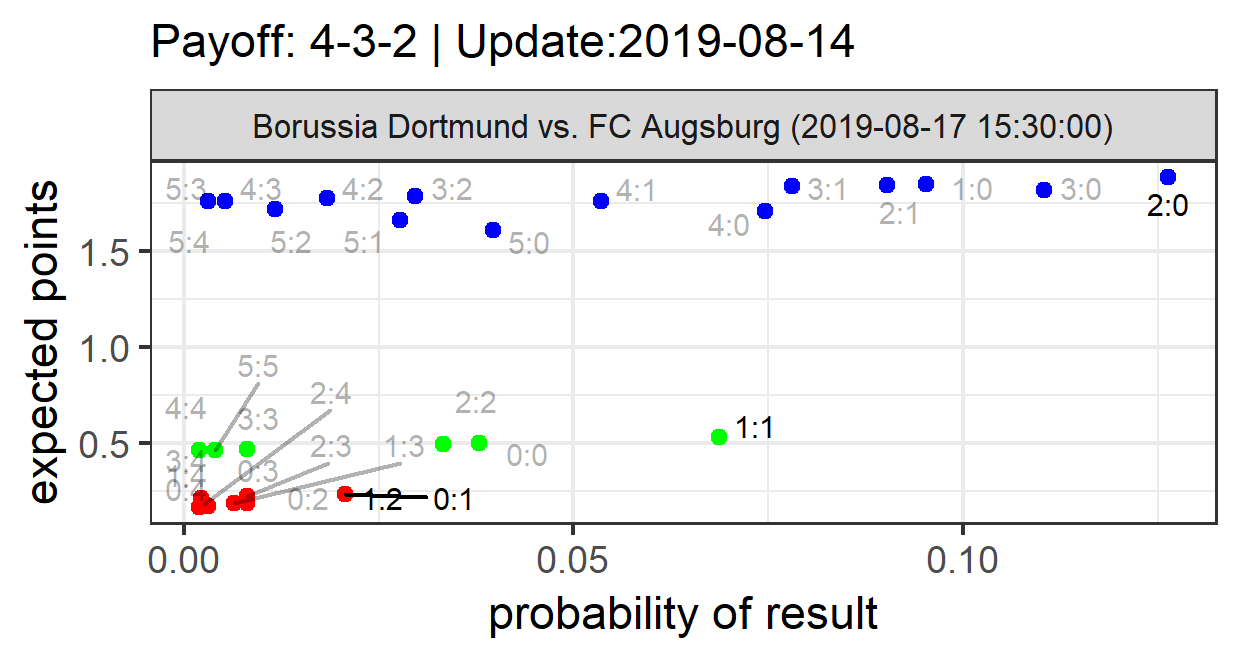 Payoff: 4-3-2 | Update:2019-08-14
Borussia Dortmund vs. FC Augsburg (2019-08-17 15:30:00)
expected points
1.5
1.0
0.5
5:3 4:3 4:2 3:2 4:1 3:1 1:0 3:0
2:0
5:4 5:2 5:1 5:0 4:0 2:1
5:5
4:4 3:3 2:4 2:2
1:1
3:4 2:3 1:3 0:0
1:4 0:3
0:2 1:2 0:1
0.00 0.05 0.10
probability of result